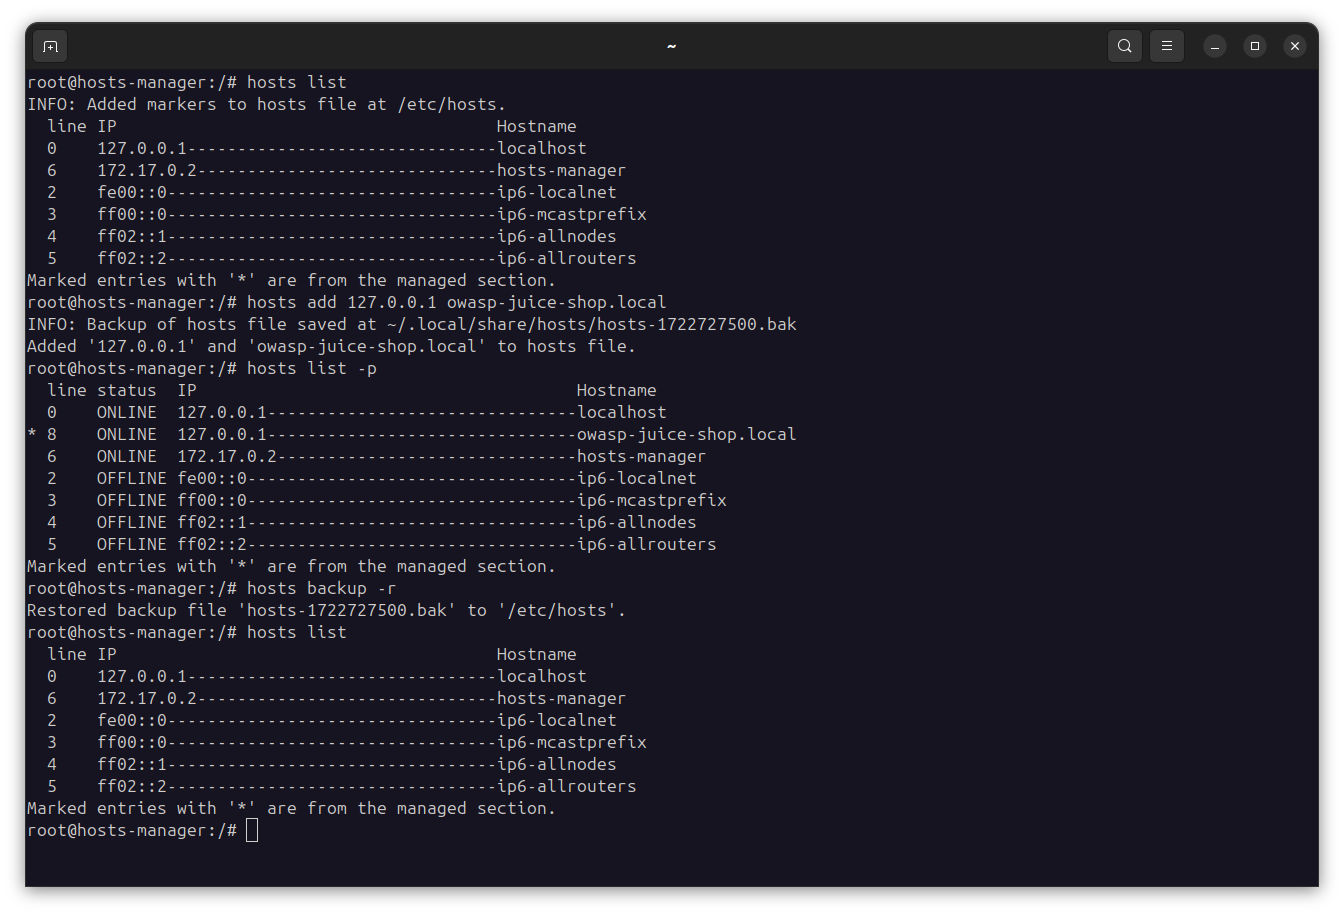 ~
root@hosts-manager:/# hosts list
INFO: Added markers to hosts file at /etc/hosts.
  line IP                                      Hostname
  0    127.0.0.1-------------------------------localhost
  6    172.17.0.2------------------------------hosts-manager
  2    fe00::0---------------------------------ip6-localnet
  3    ff00::0---------------------------------ip6-mcastprefix
  4    ff02::1---------------------------------ip6-allnodes
  5    ff02::2---------------------------------ip6-allrouters
Marked entries with '*' are from the managed section.
root@hosts-manager:/# hosts add 127.0.0.1 owasp-juice-shop.local
INFO: Backup of hosts file saved at ~/.local/share/hosts/hosts-1722727500.bak
Added '127.0.0.1' and 'owasp-juice-shop.local' to hosts file.
root@hosts-manager:/# hosts list -p
  line status  IP                                      Hostname
  0    ONLINE  127.0.0.1-------------------------------localhost
* 8    ONLINE  127.0.0.1-------------------------------owasp-juice-shop.local
  6    ONLINE  172.17.0.2------------------------------hosts-manager
  2    OFFLINE fe00::0---------------------------------ip6-localnet
  3    OFFLINE ff00::0---------------------------------ip6-mcastprefix
  4    OFFLINE ff02::1---------------------------------ip6-allnodes
  5    OFFLINE ff02::2---------------------------------ip6-allrouters
Marked entries with '*' are from the managed section.
root@hosts-manager:/# hosts backup -r
Restored backup file 'hosts-1722727500.bak' to '/etc/hosts'.
root@hosts-manager:/# hosts list
  line IP                                      Hostname
  0    127.0.0.1-------------------------------localhost
  6    172.17.0.2------------------------------hosts-manager
  2    fe00::0---------------------------------ip6-localnet
  3    ff00::0---------------------------------ip6-mcastprefix
  4    ff02::1---------------------------------ip6-allnodes
  5    ff02::2---------------------------------ip6-allrouters
Marked entries with '*' are from the managed section.
root@hosts-manager:/#